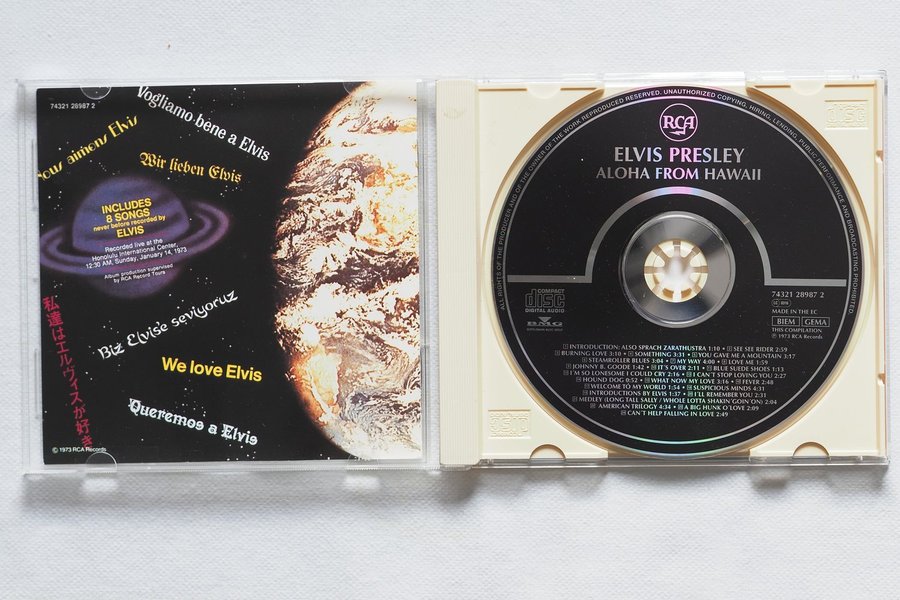 74321 28987 2
Vogliamo bene a Elvis
ous aimons Elvis
Wir lieben Elvis
INCLUDES
8 SONGS
never before recorded by
ELVIS
Recorded live at the
Honolulu International Center,
12:30 AM, Sunday, January 14, 1973
Album production supervised
by RCA Record Tours
私達はエルヴィスが好き
Biz Elvise seviyoruz
We love Elvis
Queremos a Elvis
© 1973 RCA Records
ALL RIGHTS OF THE PRODUCER AND OF THE OWNER OF THE WORK REPRODUCED RESERVED. UNAUTHORIZED COPYING, HIRING, LENDING, PUBLIC PERFORMANCE AND BROADCASTING PROHIBITED.
RCA
ELVIS PRESLEY
ALOHA FROM HAWAII
COMPACT
disc
DIGITAL AUDIO
BMG
74321 28987 2
MADE IN THE EC
BIEM GEMA
THIS COMPILATION
℗ 1973 RCA Records
INTRODUCTION: ALSO SPRACH ZARATHUSTRA 1:10 • SEE SEE RIDER 2:59
BURNING LOVE 3:10 • SOMETHING 3:31 • YOU GAVE ME A MOUNTAIN 3:17
STEAMROLLER BLUES 3:04 • MY WAY 4:00 • LOVE ME 1:59
JOHNNY B. GOODE 1:42 • IT'S OVER 2:11 • BLUE SUEDE SHOES 1:13
I'M SO LONESOME I COULD CRY 2:16 • I CAN'T STOP LOVING YOU 2:27
HOUND DOG 0:52 • WHAT NOW MY LOVE 3:16 • FEVER 2:48
WELCOME TO MY WORLD 1:54 • SUSPICIOUS MINDS 4:31
INTRODUCTIONS BY ELVIS 1:37 • I'LL REMEMBER YOU 2:31
MEDLEY (LONG TALL SALLY / WHOLE LOTTA SHAKIN' GOIN' ON) 2:04
AMERICAN TRILOGY 4:34 • A BIG HUNK O'LOVE 2:09
CAN'T HELP FALLING IN LOVE 2:49